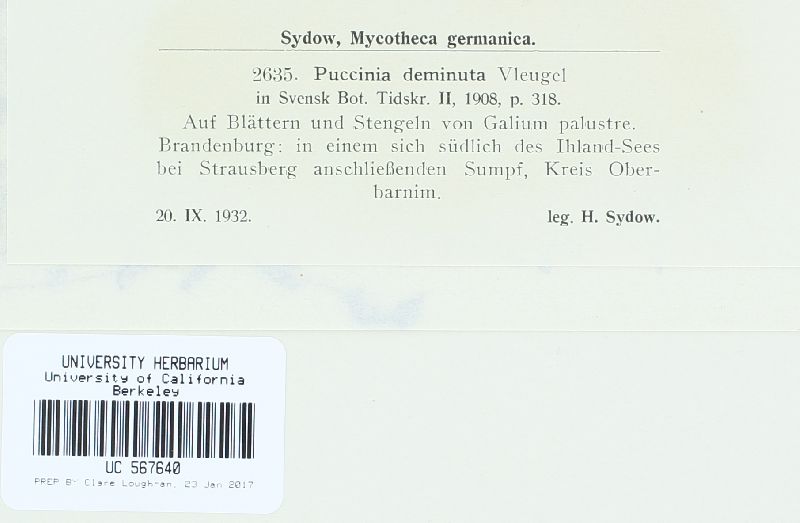 Sydow, Mycotheca germanica.
2635. Puccinia deminuta Vleugel
in Svensk Bot. Tidskr. II, 1908, p. 318.
Auf Blättern und Stengeln von Galium palustre.
Brandenburg: in einem sich südlich des Ihland-Sees
bei Strausberg anschließenden Sumpf, Kreis Ober-
barnim.
20. IX. 1932. leg. H. Sydow.
UNIVERSITY HERBARIUM
University of California
Berkeley
UC 567640
PREP BY Clare Loughran, 23 Jan 2017